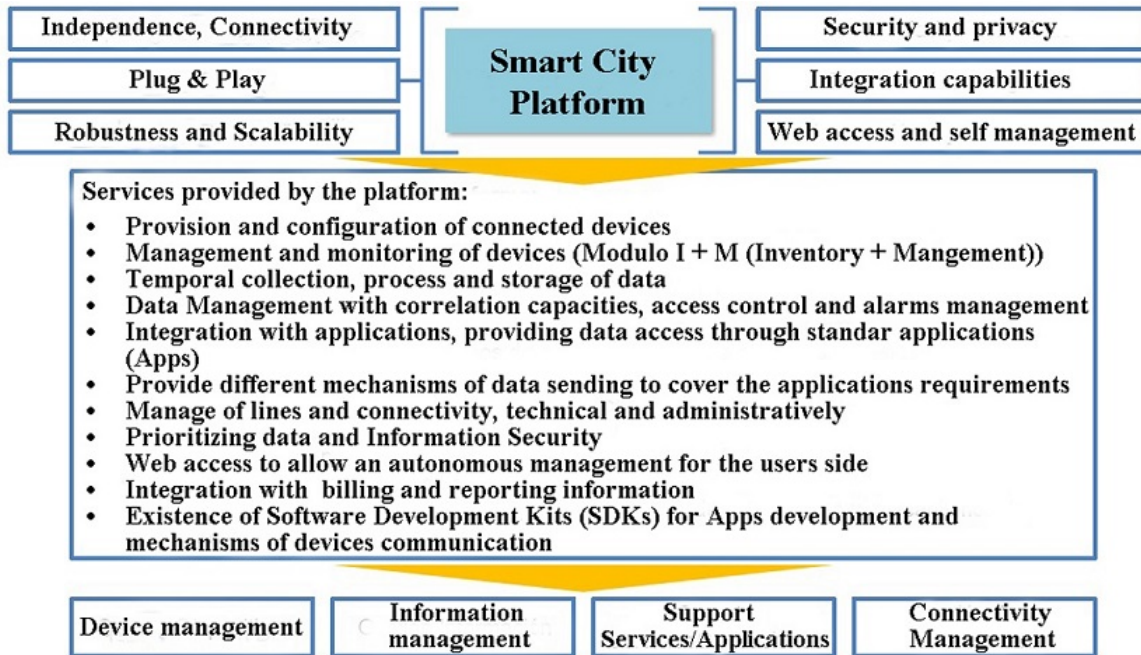 Independence, Connectivity
Plug & Play
Robustness and Scalability
Smart City
Platform
Security and privacy
Integration capabilities
Web access and self management
Services provided by the platform:
• Provision and configuration of connected devices
• Management and monitoring of devices (Modulo I + M (Inventory + Mangement))
• Temporal collection, process and storage of data
• Data Management with correlation capacities, access control and alarms management
• Integration with applications, providing data access through standar applications
(Apps)
• Provide different mechanisms of data sending to cover the applications requirements
• Manage of lines and connectivity, technical and administratively
• Prioritizing data and Information Security
• Web access to allow an autonomous management for the users side
• Integration with billing and reporting information
• Existence of Software Development Kits (SDKs) for Apps development and
mechanisms of devices communication
Device management
Information
management
Support
Services/Applications
Connectivity
Management